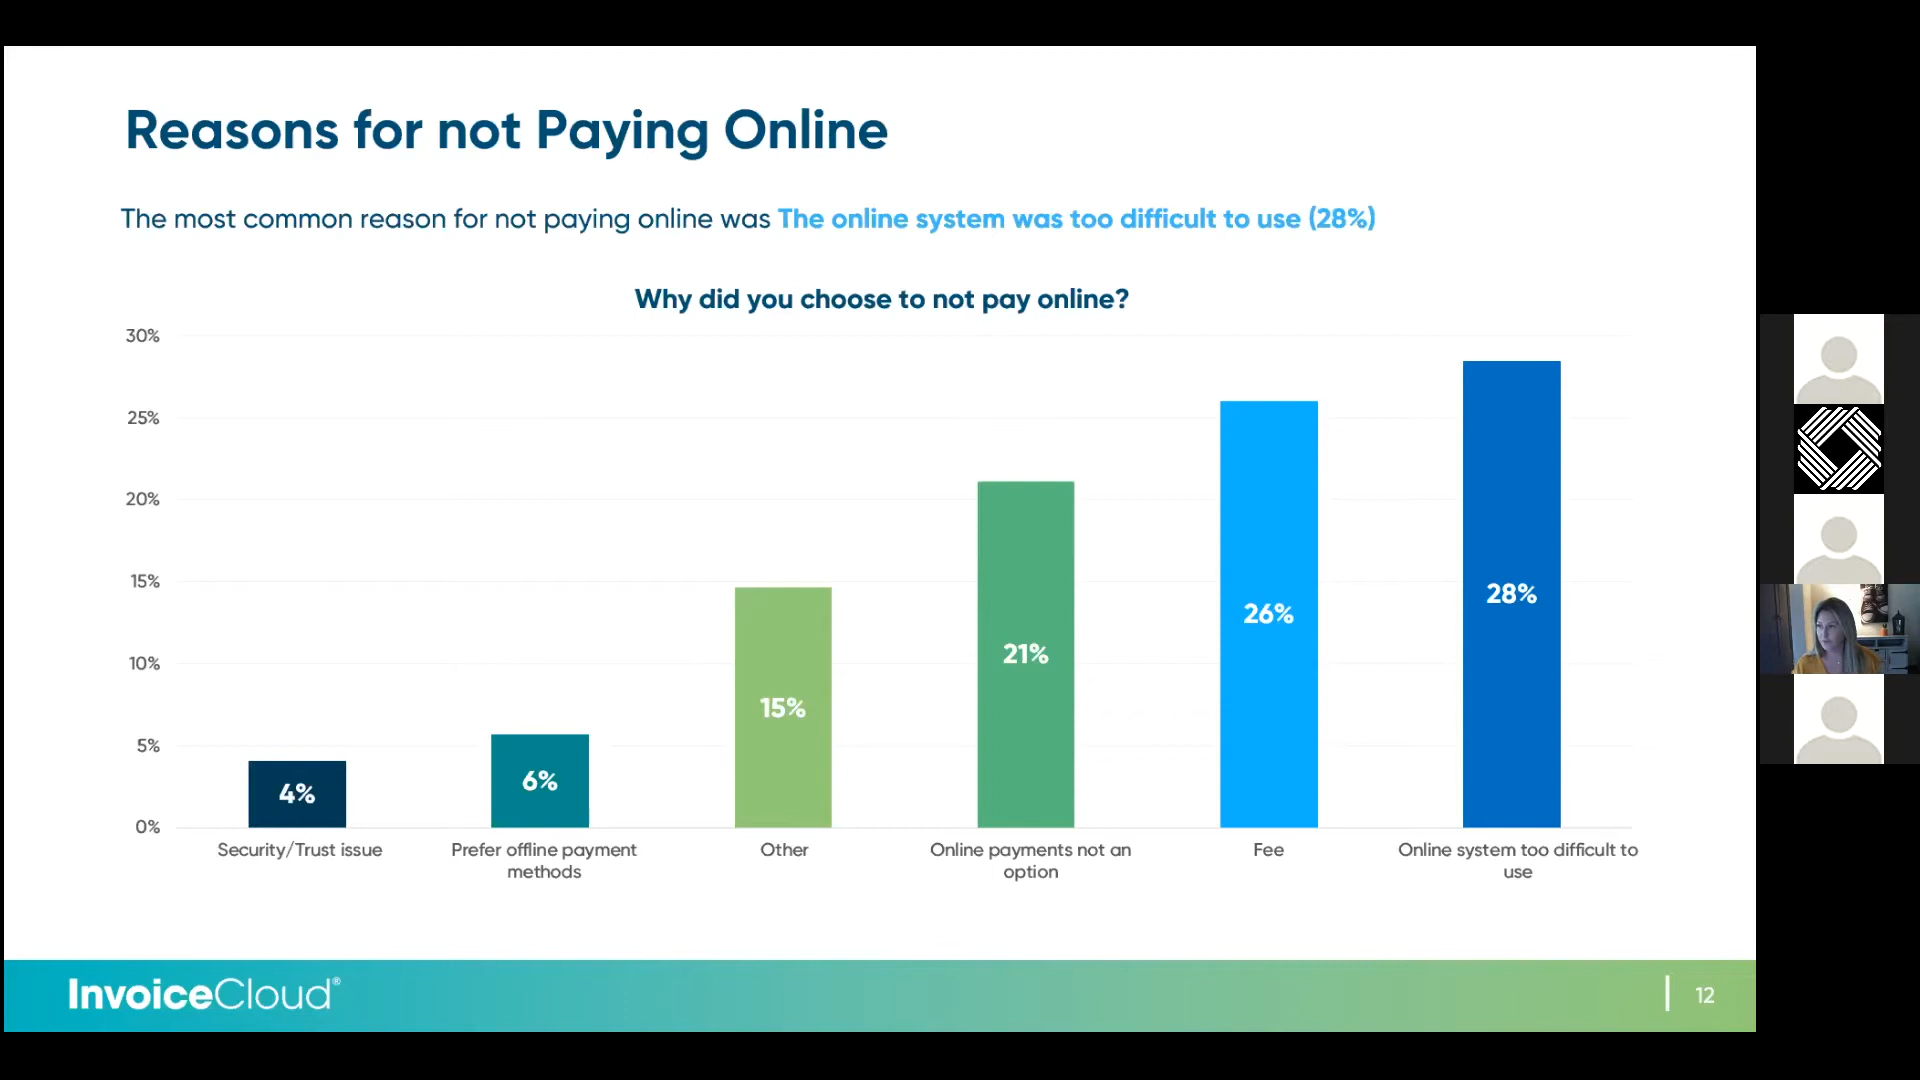 Reasons for not Paying Online
The most common reason for not paying online was The online system was too difficult to use (28%)
Why did you choose to not pay online?
30%
25%
20%
15%
10%
5%
0%
4%
6%
15%
21%
26%
28%
Security/Trust issue
Prefer offline payment
methods
Other
Online payments not an
option
Fee
Online system too difficult to
use
InvoiceCloud®
12